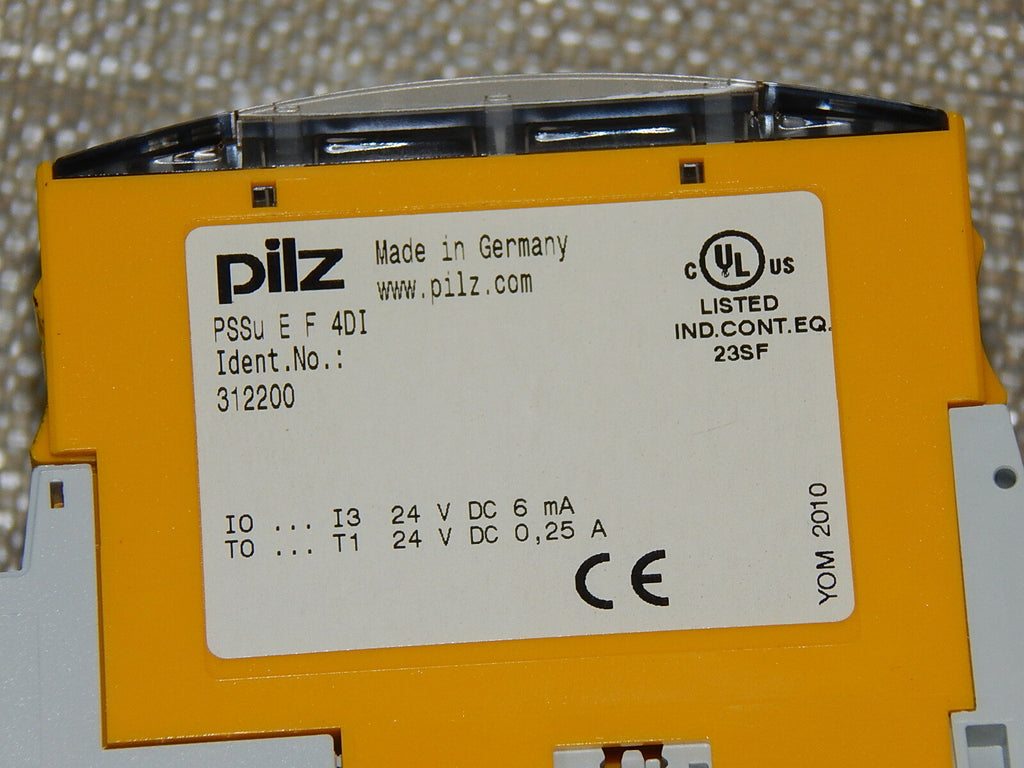 pilz
Made in Germany
www.pilz.com
PSSu E F 4DI
Ident.No.:
312200
C UL US
LISTED
IND.CONT.EQ.
23SF
I0 ... I3 24 V DC 6 mA
T0 ... T1 24 V DC 0,25 A
CE
YOM 2010